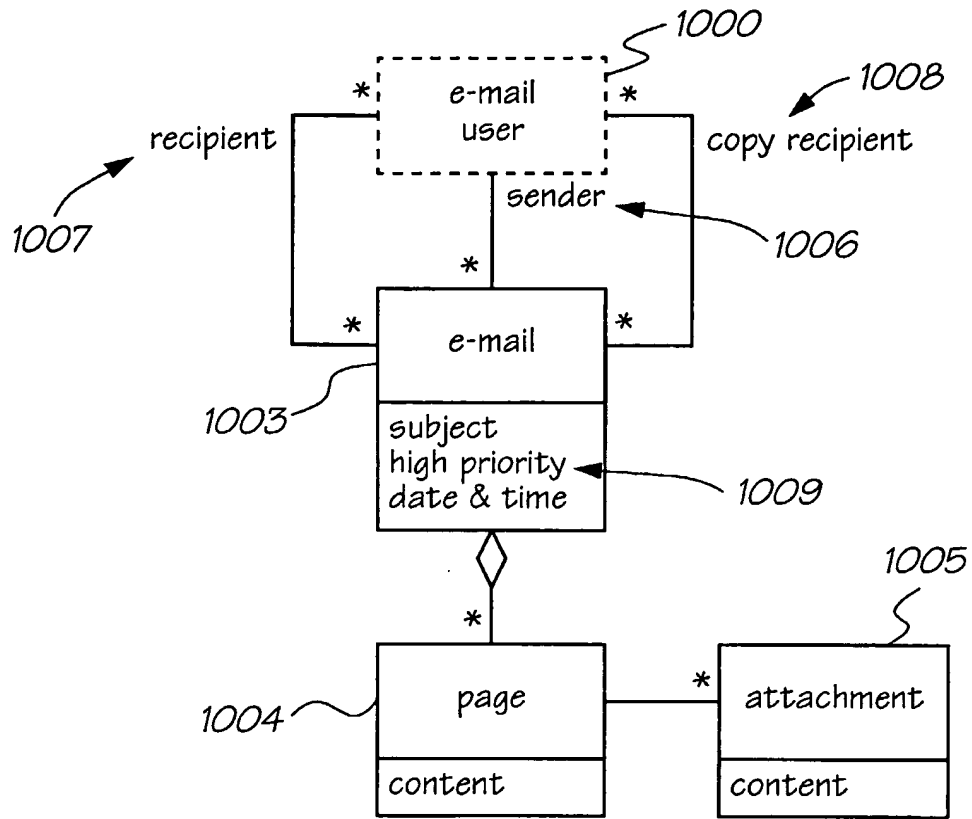 1000
*
e-mail
user
*
1008
recipient
copy recipient
1007
sender
1006
*
*
e-mail
*
1003
subject
high priority
date & time
1009
1005
*
page
*
attachment
1004
content
content